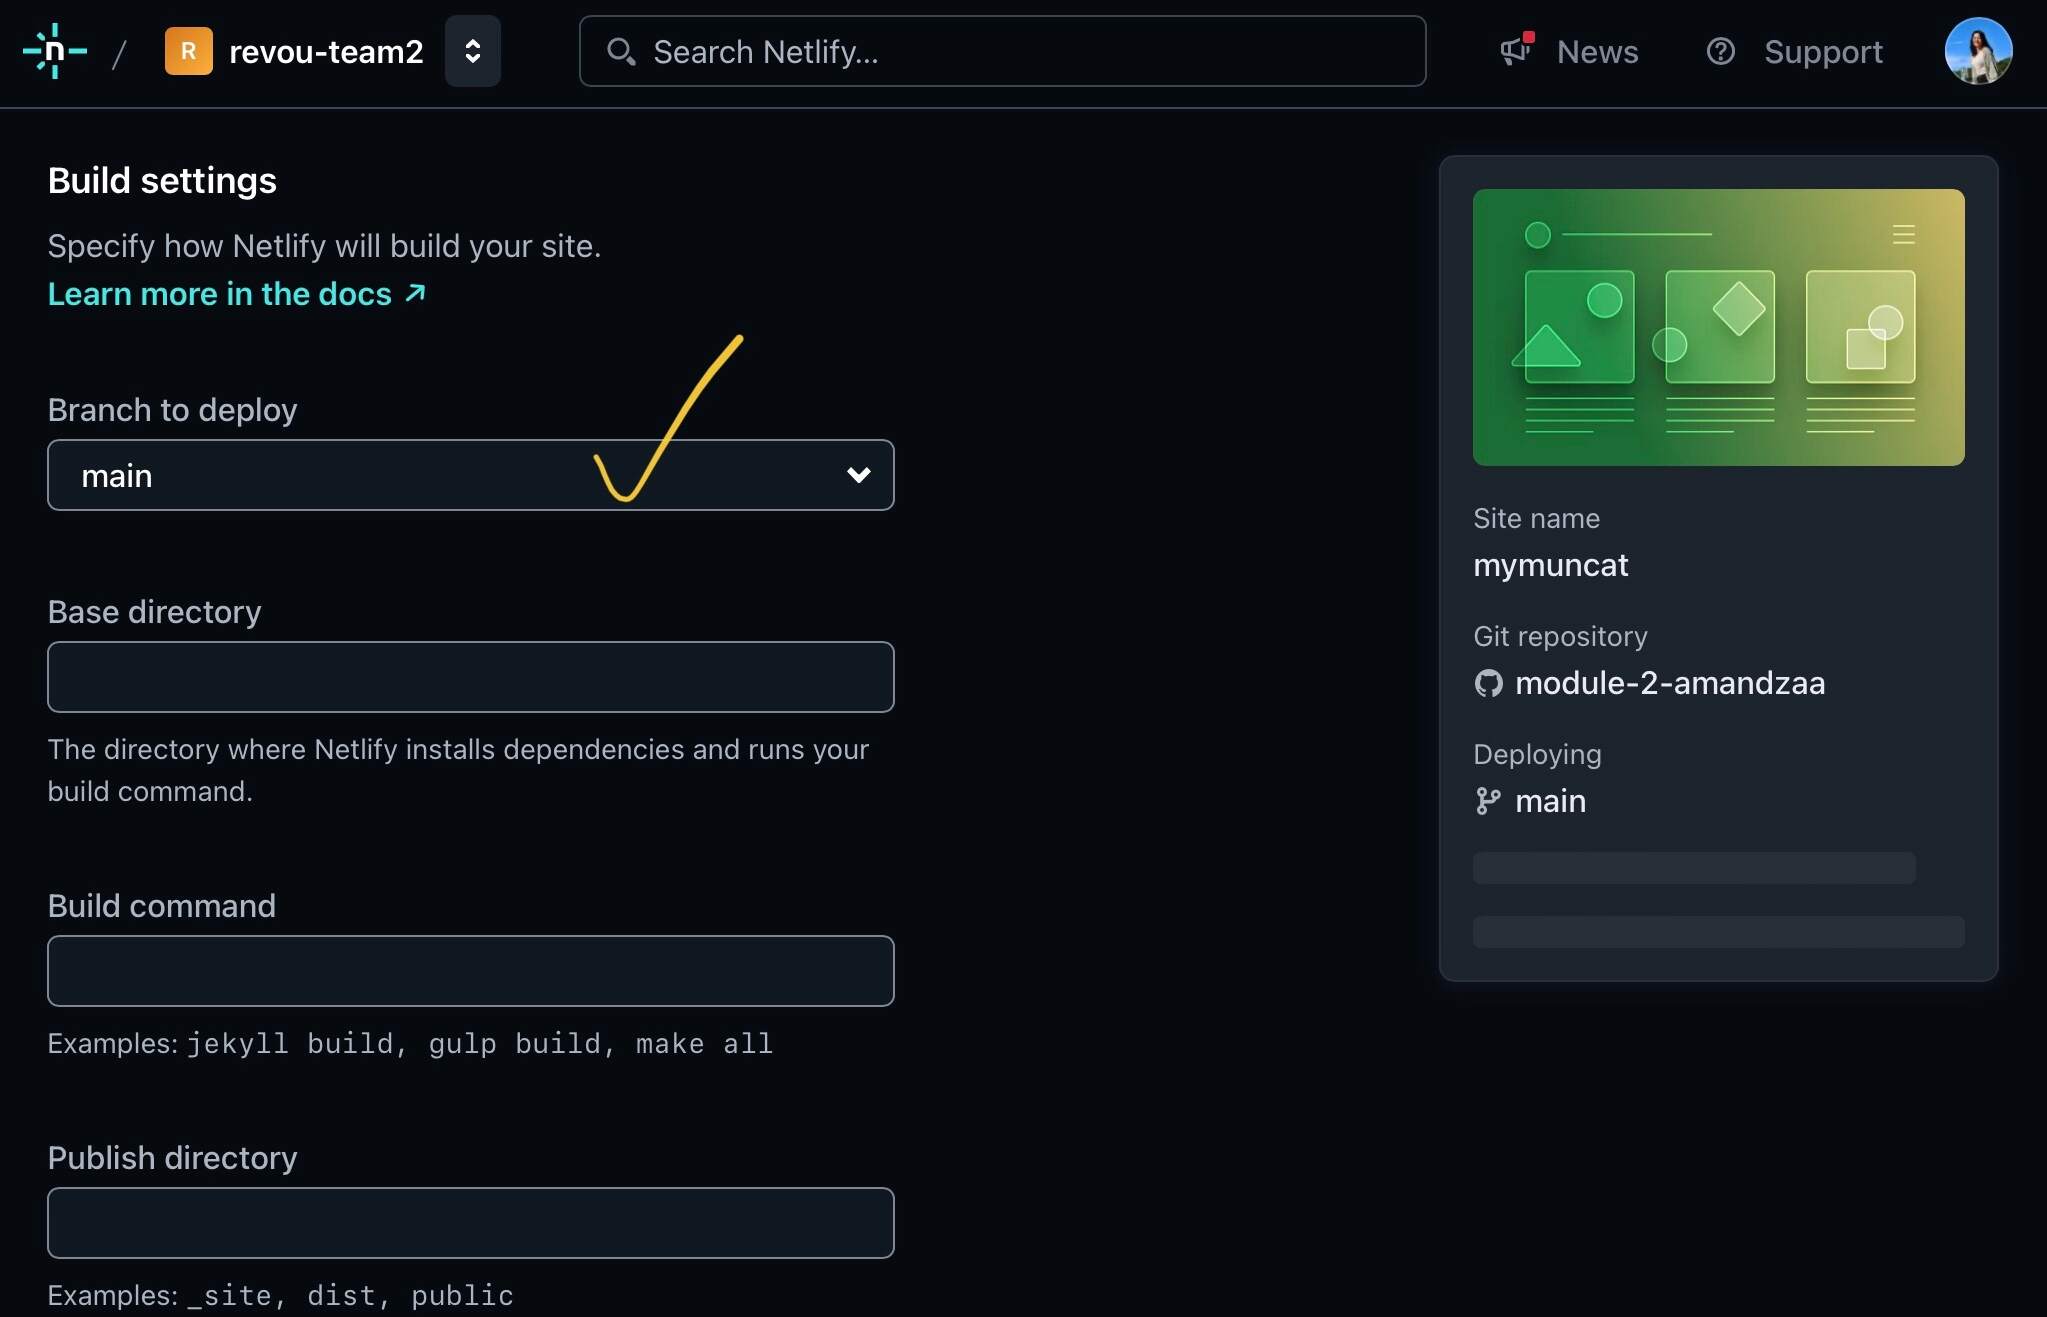 n / R revou-team2 Search Netlify... News Support
Build settings
Specify how Netlify will build your site.
Learn more in the docs
Branch to deploy
main
Base directory
The directory where Netlify installs dependencies and runs your
build command.
Build command
Examples: jekyll build, gulp build, make all
Publish directory
Examples: _site, dist, public
Site name
mymuncat
Git repository
module-2-amandzaa
Deploying
main